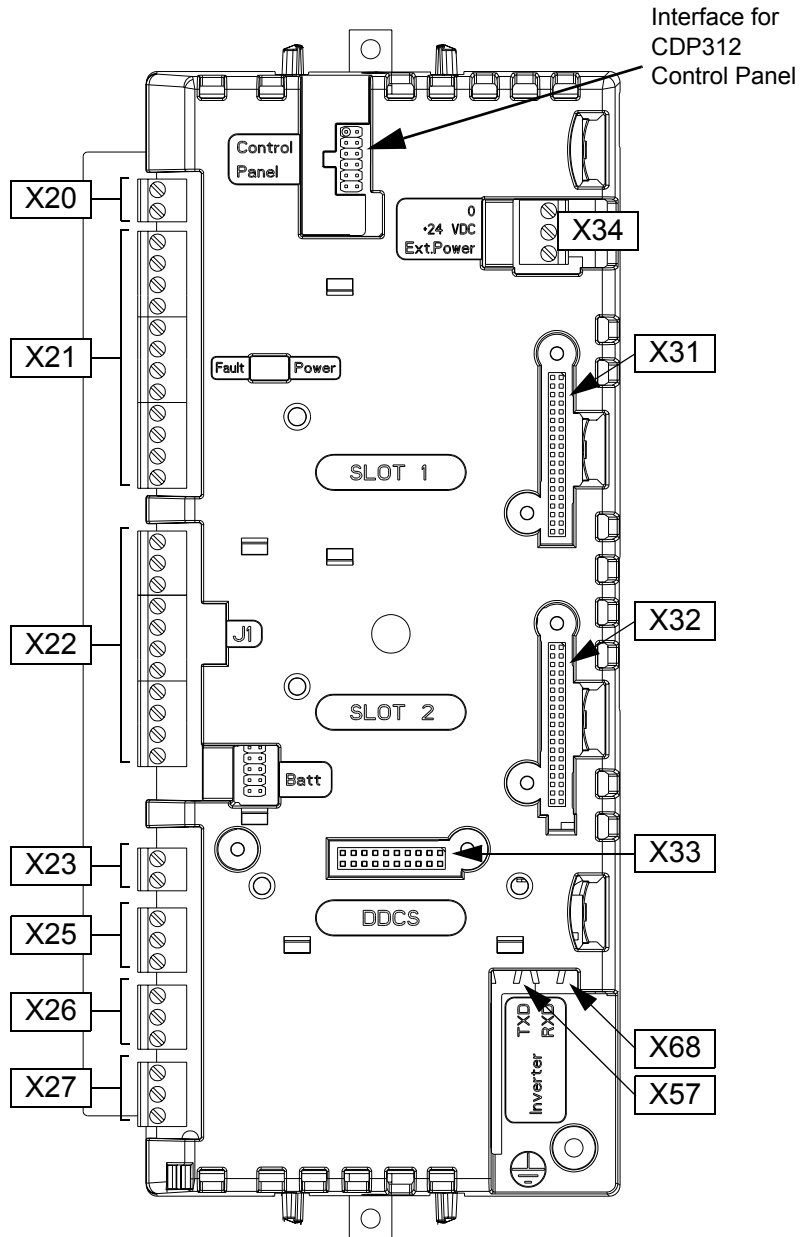 Interface for
CDP312
Control Panel
Control
Panel
X20
0
+24 VDC
Ext.Power
X34
X21
X31
Fault
Power
SLOT 1
X22
J1
X32
SLOT 2
Batt
X23
X33
X25
DDCS
X26
TXD
RXD
Inverter
X68
X27
X57